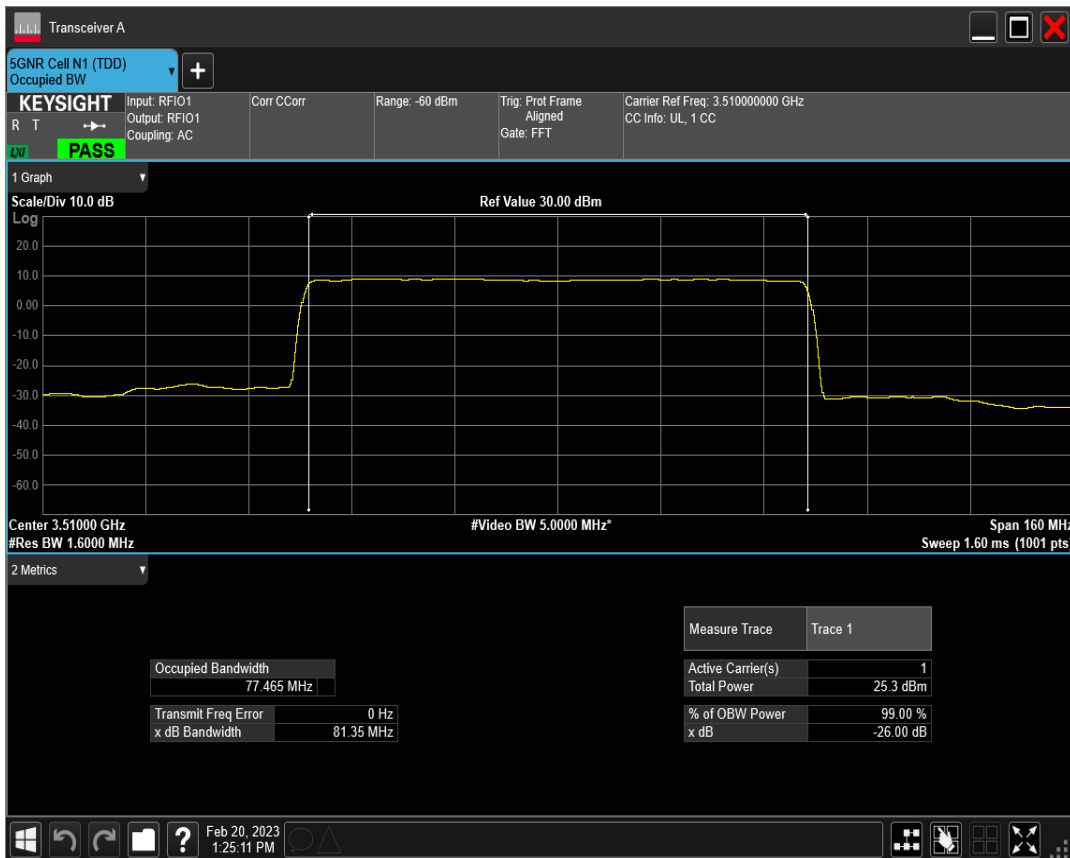 Transceiver A
5GNR Cell N1 (TDD)
Occupied BW
+
KEYSIGHT
R T
LXI
PASS
Input: RFIO1
Output: RFIO1
Coupling: AC
Corr CCorr
Range: -60 dBm
Trig: Prot Frame
Aligned
Gate: FFT
Carrier Ref Freq: 3.510000000 GHz
CC Info: UL, 1 CC
1 Graph
Scale/Div 10.0 dB
Ref Value 30.00 dBm
Log
20.0
10.0
0.00
-10.0
-20.0
-30.0
-40.0
-50.0
-60.0
Center 3.51000 GHz
#Video BW 5.0000 MHz*
Span 160 MHz
#Res BW 1.6000 MHz
Sweep 1.60 ms (1001 pts)
2 Metrics
Measure Trace Trace 1
Occupied Bandwidth
77.465 MHz
Active Carrier(s) 1
Total Power 25.3 dBm
Transmit Freq Error 0 Hz
x dB Bandwidth 81.35 MHz
% of OBW Power 99.00 %
x dB -26.00 dB
?
Feb 20, 2023
1:25:11 PM